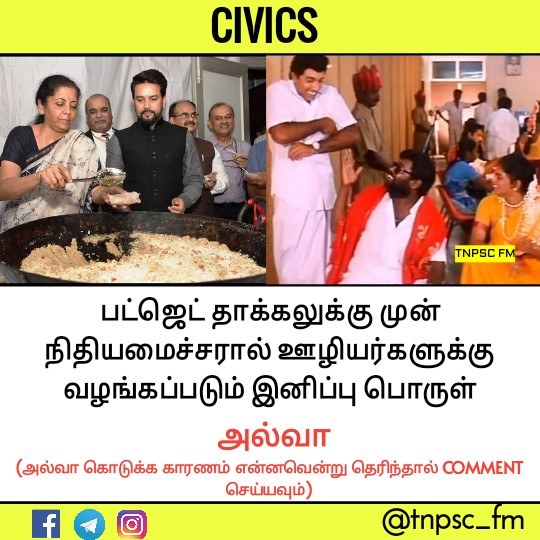 CIVICS
TNPSC FM
பட்ஜெட் தாக்கலுக்கு முன்
நிதியமைச்சரால் ஊழியர்களுக்கு
வழங்கப்படும் இனிப்பு பொருள்
அல்வா
(அல்வா கொடுக்க காரணம் என்னவென்று தெரிந்தால் COMMENT
செய்யவும்)
@tnpsc_fm